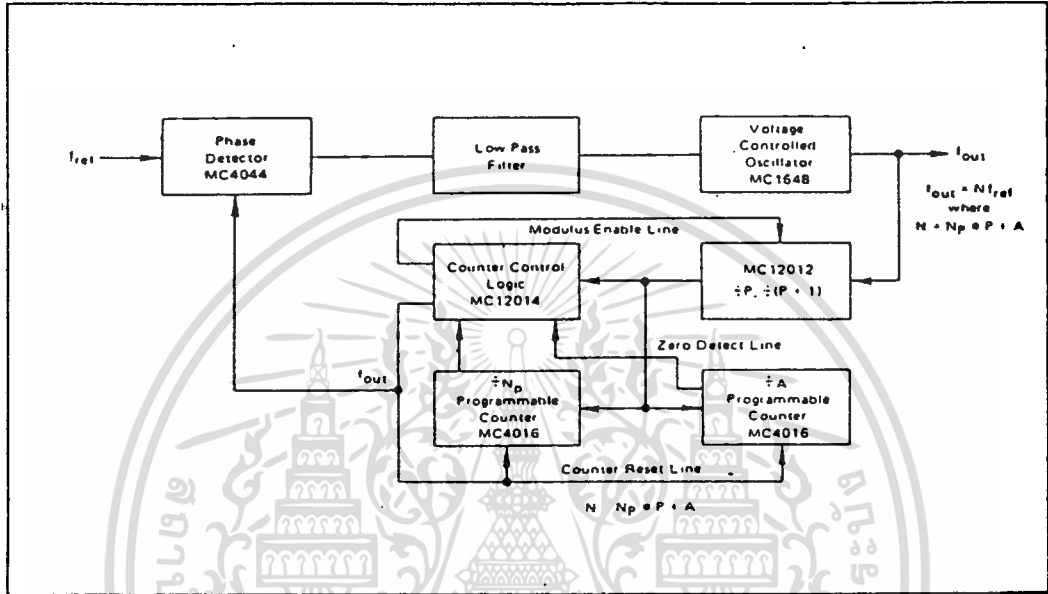 fref
Phase
Detector
MC4044
Low Pass
Filter
Voltage
Controlled
Oscillator
MC1648
fout
fout = Nfref
where
N = Np • P + A
Modulus Enable Line
Counter Control
Logic
MC12014
MC12012
÷P, ÷(P + 1)
Zero Detect Line
fout
÷Np
Programmable
Counter
MC4016
÷A
Programmable
Counter
MC4016
Counter Reset Line
N Np • P + A